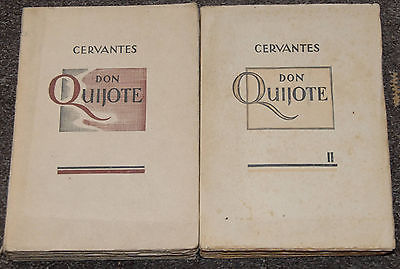 CERVANTES
DON
QUIJOTE
CERVANTES
DON
QUIJOTE
II